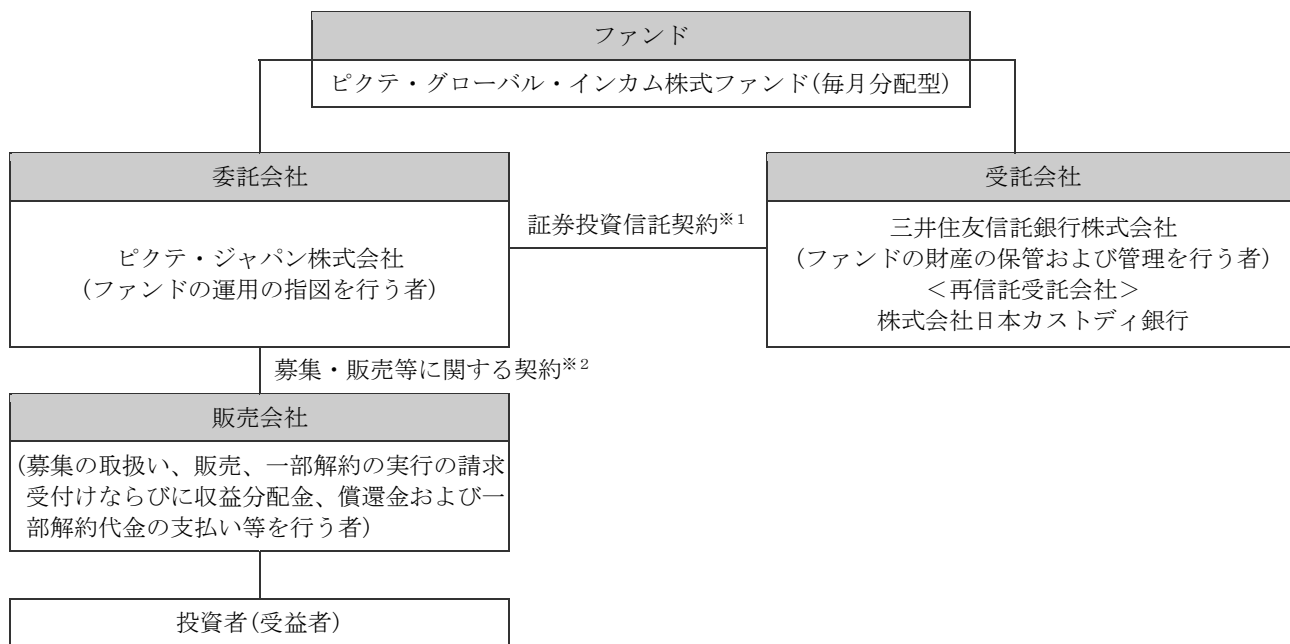 ファンド
ピクテ・グローバル・インカム株式ファンド(毎月分配型)
委託会社
ピクテ・ジャパン株式会社
(ファンドの運用の指図を行う者)
証券投資信託契約※1
受託会社
三井住友信託銀行株式会社
(ファンドの財産の保管および管理を行う者)
<再信託受託会社>
株式会社日本カストディ銀行
募集・販売等に関する契約※2
販売会社
(募集の取扱い、販売、一部解約の実行の請求
受付けならびに収益分配金、償還金および一
部解約代金の支払い等を行う者)
投資者(受益者)